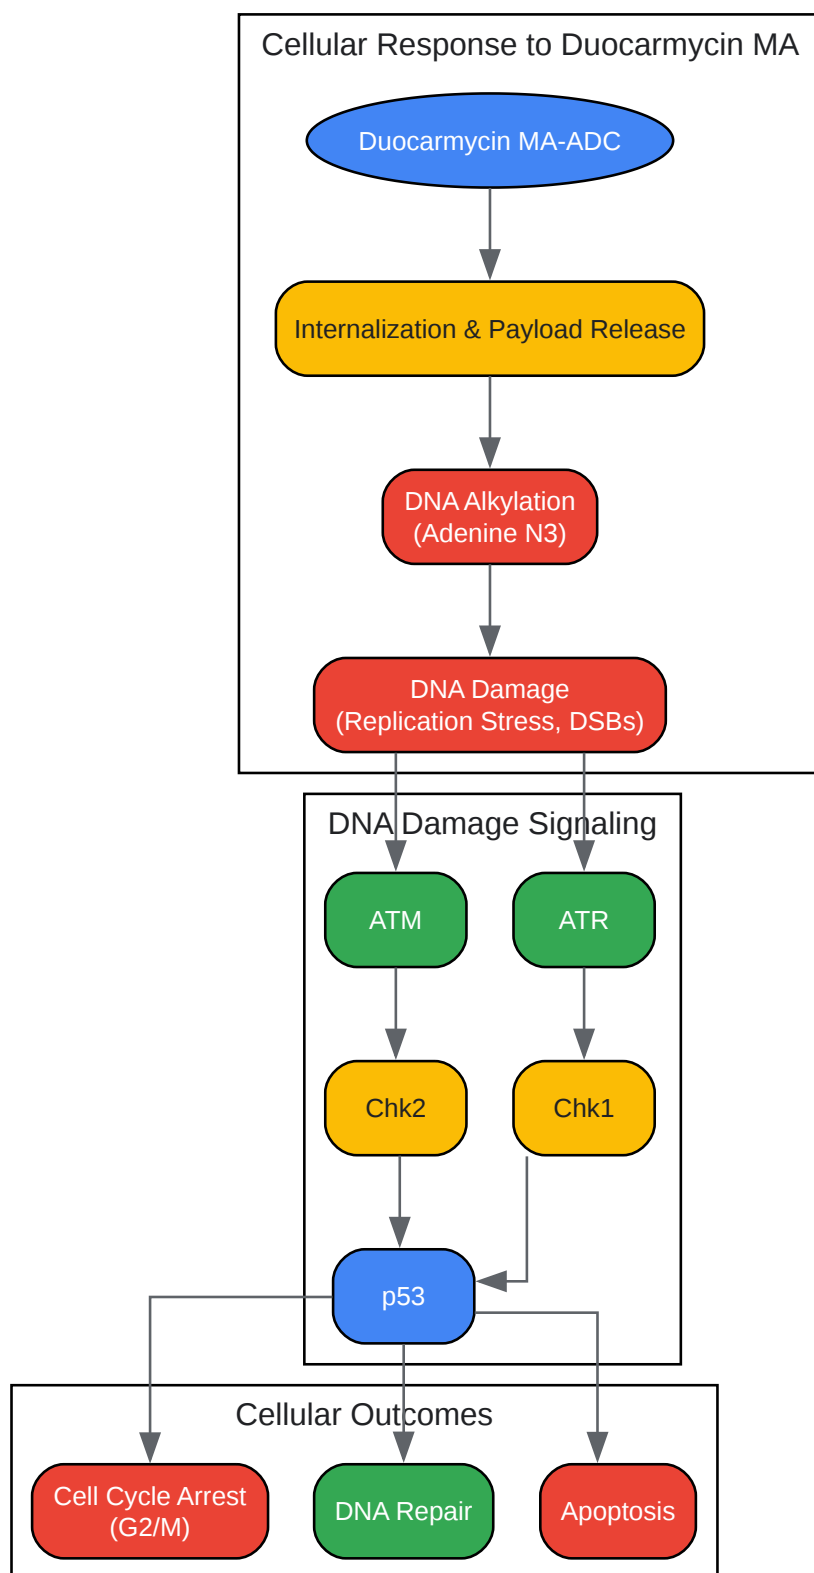 Cellular Response to Duocarmycin MA
Duocarmycin MA-ADC
Internalization & Payload Release
DNA Alkylation
(Adenine N3)
DNA Damage
(Replication Stress, DSBs)
DNA Damage Signaling
ATM
ATR
Chk2
Chk1
p53
Cellular Outcomes
Cell Cycle Arrest
(G2/M)
DNA Repair
Apoptosis